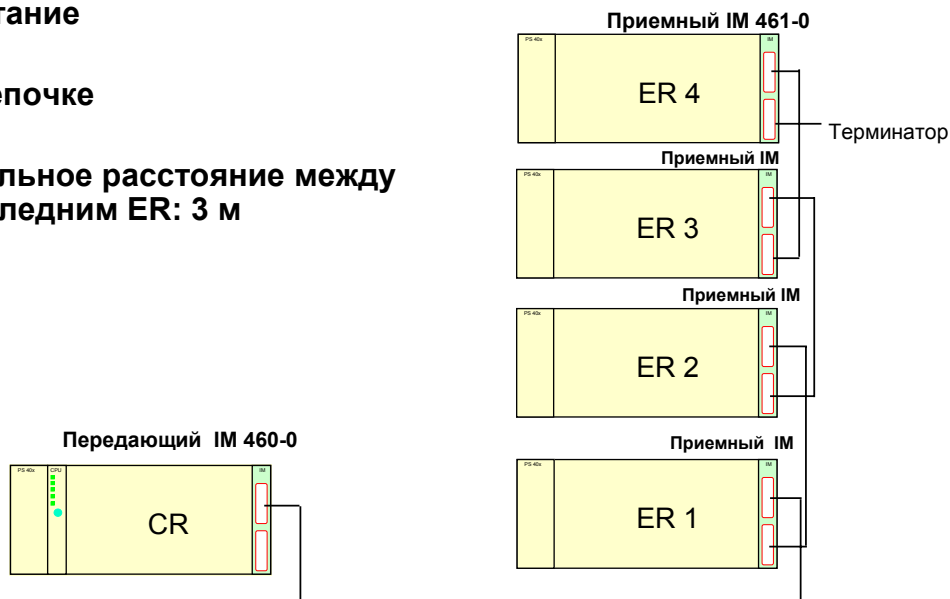 тание
епочке
льное расстояние между
ледним ER: 3 м
Приемный IM 461-0
PS 40x
IM
ER 4
Терминатор
Приемный IM
PS 40x
IM
ER 3
Приемный IM
PS 40x
IM
ER 2
Передающий IM 460-0
PS 40x
CPU
IM
CR
Приемный IM
PS 40x
IM
ER 1